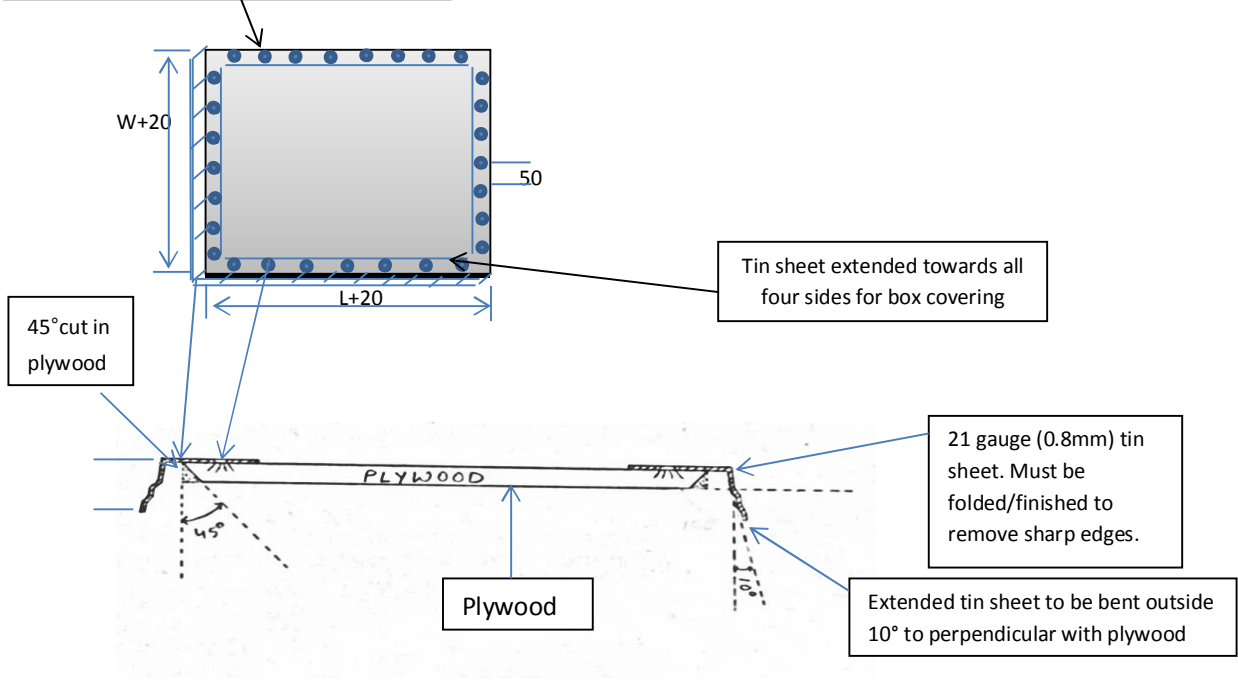 W+20
50
L+20
Tin sheet extended towards all
four sides for box covering
45°cut in
plywood
PLYWOOD
45°
10°
21 gauge (0.8mm) tin
sheet. Must be
folded/finished to
remove sharp edges.
Plywood
Extended tin sheet to be bent outside
10° to perpendicular with plywood